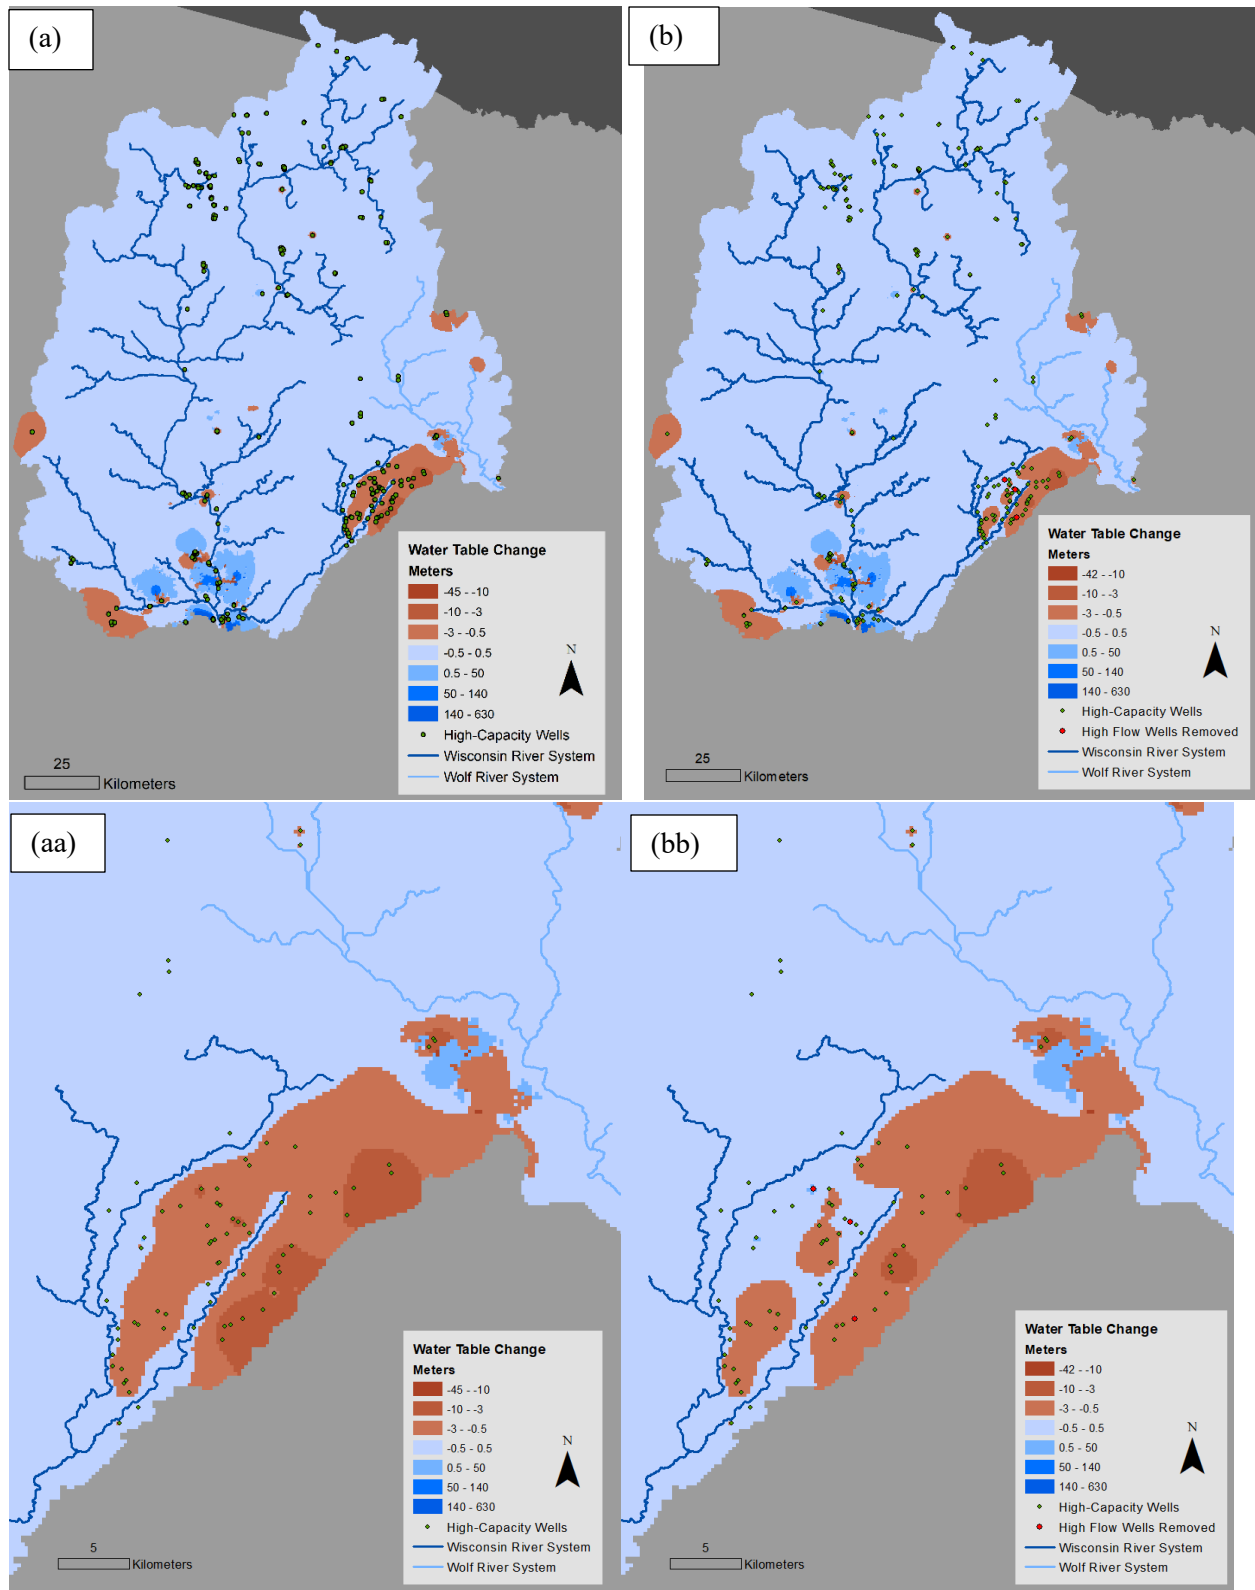 (a)
Water Table Change
Meters
-45 - -10
-10 - -3
-3 - -0.5
-0.5 - 0.5
0.5 - 50
50 - 140
140 - 630
High-Capacity Wells
Wisconsin River System
Wolf River System
N
25
Kilometers
(b)
Water Table Change
Meters
-42 - -10
-10 - -3
-3 - -0.5
-0.5 - 0.5
0.5 - 50
50 - 140
140 - 630
High-Capacity Wells
High Flow Wells Removed
Wisconsin River System
Wolf River System
N
25
Kilometers
(aa)
Water Table Change
Meters
-45 - -10
-10 - -3
-3 - -0.5
-0.5 - 0.5
0.5 - 50
50 - 140
140 - 630
High-Capacity Wells
Wisconsin River System
Wolf River System
N
5
Kilometers
(bb)
Water Table Change
Meters
-42 - -10
-10 - -3
-3 - -0.5
-0.5 - 0.5
0.5 - 50
50 - 140
140 - 630
High-Capacity Wells
High Flow Wells Removed
Wisconsin River System
Wolf River System
N
5
Kilometers